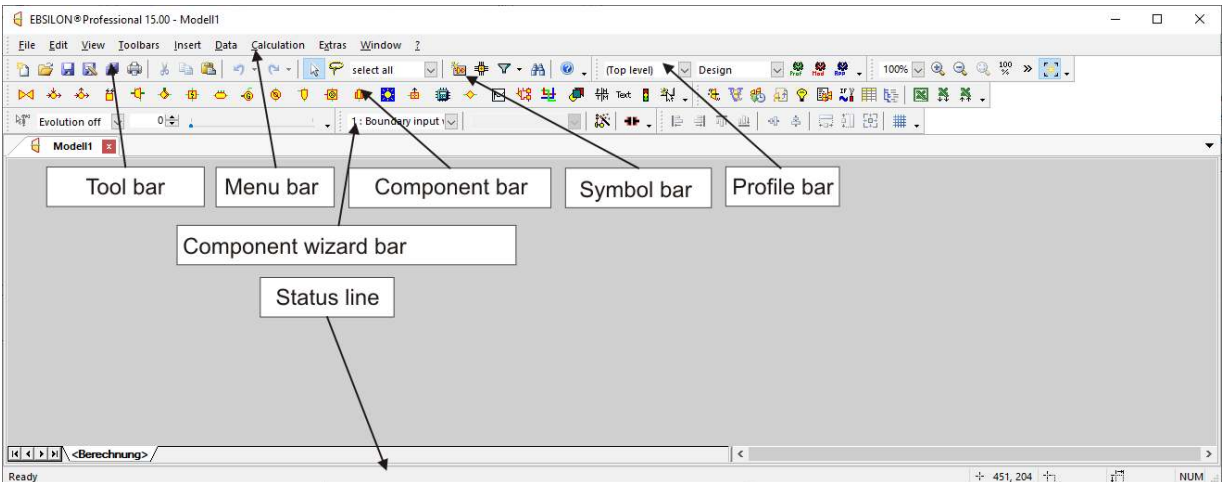 EBSILON®Professional 15.00 - Modell1
File Edit View Toolbars Insert Data Calculation Extras Window ?
select all (Top level) Design 100% 100 %
Text
Evolution off 0 1: Boundary input
Modell1 x
Tool bar Menu bar Component bar Symbol bar Profile bar
Component wizard bar
Status line
<Berechnung>
Ready 451, 204 NUM